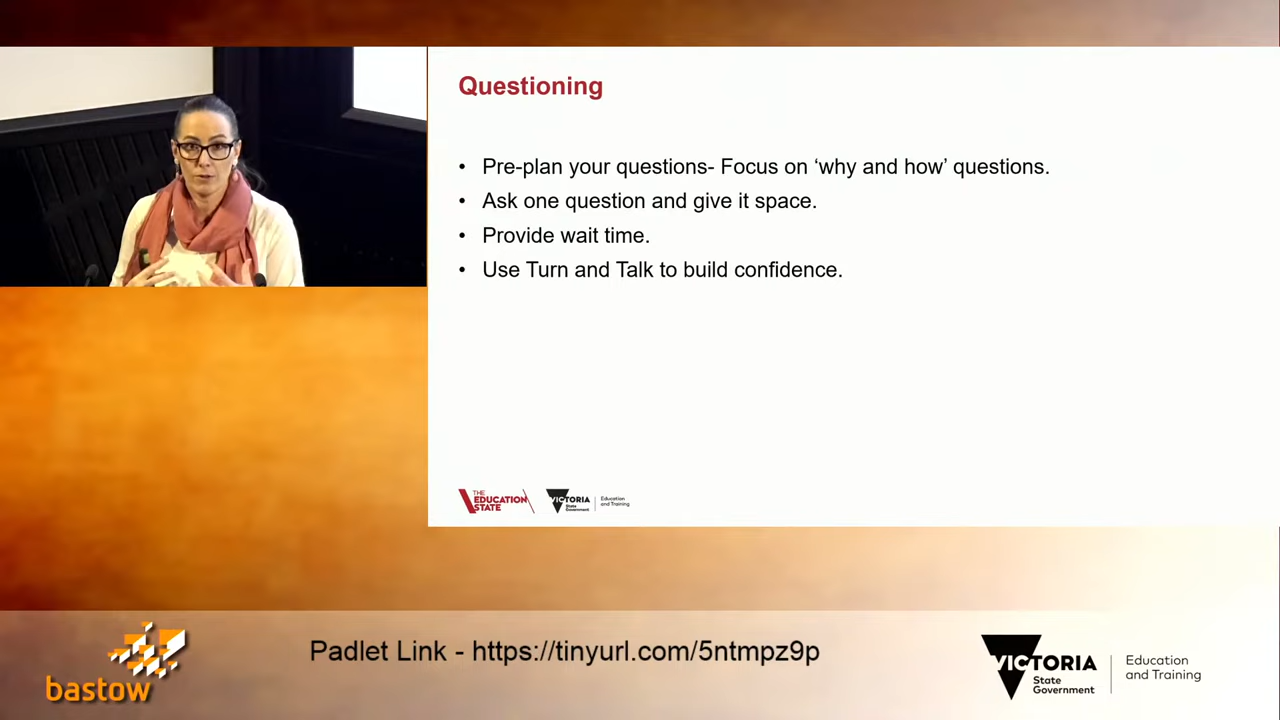 Questioning
• Pre-plan your questions- Focus on ‘why and how’ questions.
• Ask one question and give it space.
• Provide wait time.
• Use Turn and Talk to build confidence.
THE
EDUCATION
STATE
VICTORIA
State
Government
Education
and Training
bastow
Padlet Link - https://tinyurl.com/5ntmpz9p
VICTORIA
State
Government
Education
and Training